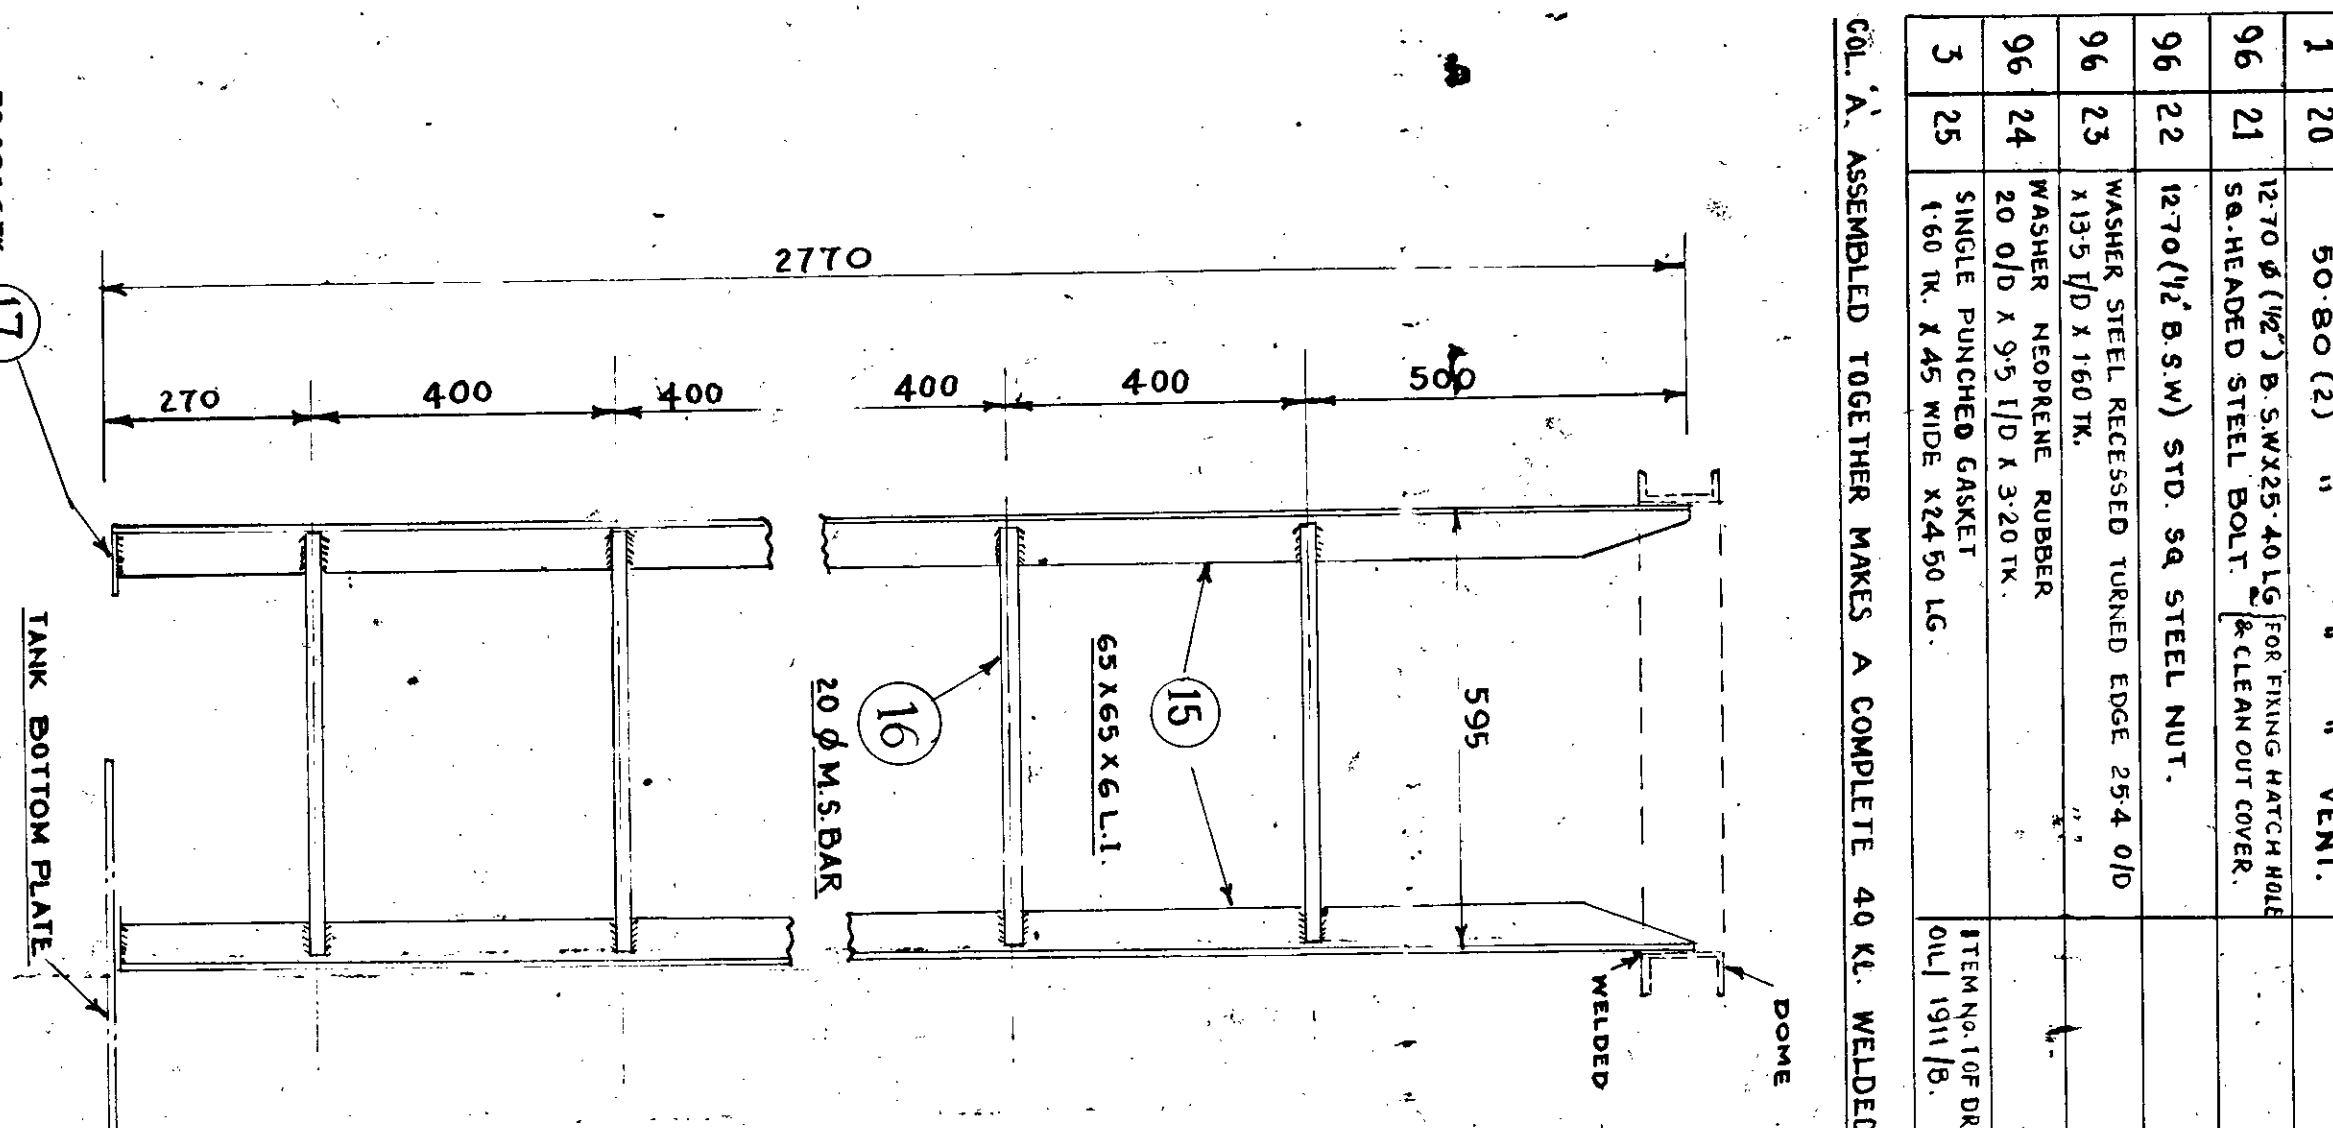 1 20 50·80 (2) " " " VENT.
96 21 12·70 ϕ (1/2") B.S.W X 25·40 LG } FOR FIXING HATCH HOLE
SQ. HEADED STEEL BOLT. } & CLEAN OUT COVER.
96 22 12·70 (1/2" B.S.W) STD. SQ STEEL NUT.
96 23 WASHER STEEL RECESSED TURNED EDGE 25·4 O/D
X 13·5 I/D X 1·60 TK.
96 24 WASHER NEOPRENE RUBBER
20 O/D X 9·5 I/D X 3·20 TK.
3 25 SINGLE PUNCHED GASKET ITEM NO. 1 OF DR
1·60 TK. X 45 WIDE X 2450 LG. OIL/ 1911/8.
COL. 'A'. ASSEMBLED TOGETHER MAKES A COMPLETE 40 KL. WELDED
DOME
WELDED
2770
500
400
400
400
400
270
595
15
65 X 65 X 6 L.I.
16
20 ϕ M.S. BAR
17
TANK BOTTOM PLATE